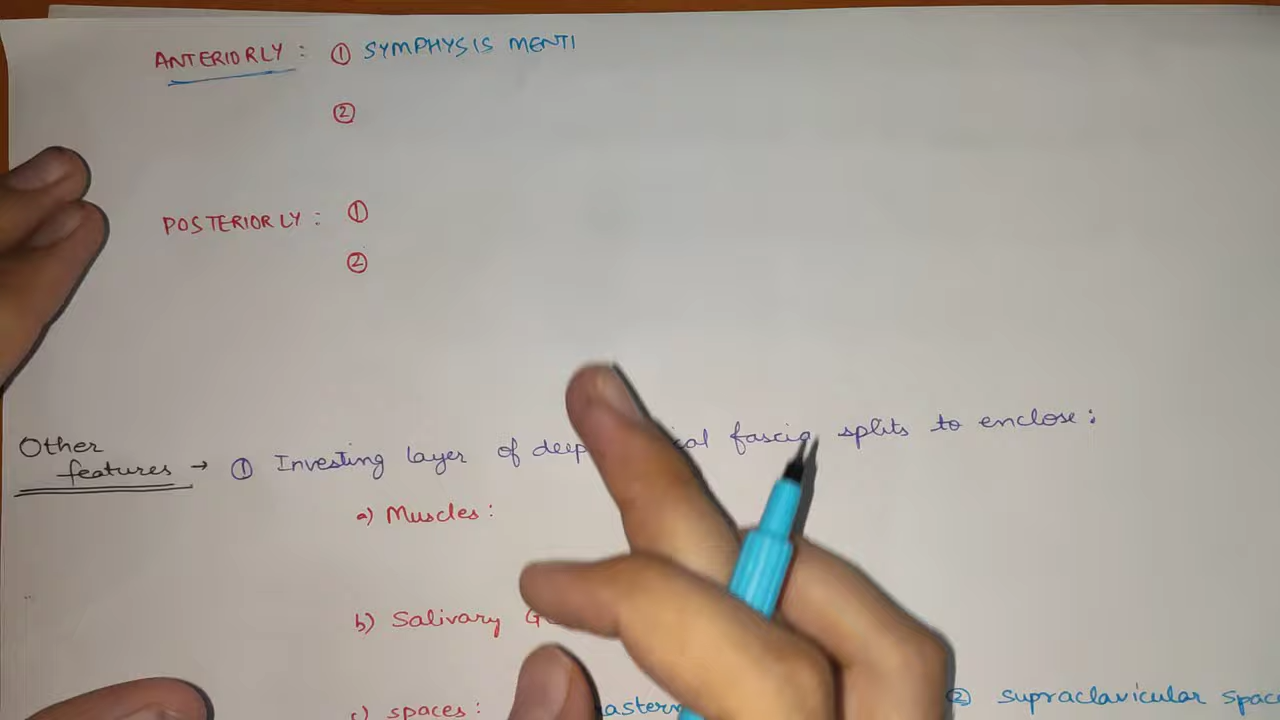 ANTERIORLY : ① SYMPHYSIS MENTI
②
POSTERIORLY : ①
②
Other features → ① Investing layer of fascia splits to enclose :
a) Muscles :
b) Salivary
c) spaces : ② supraclavicular